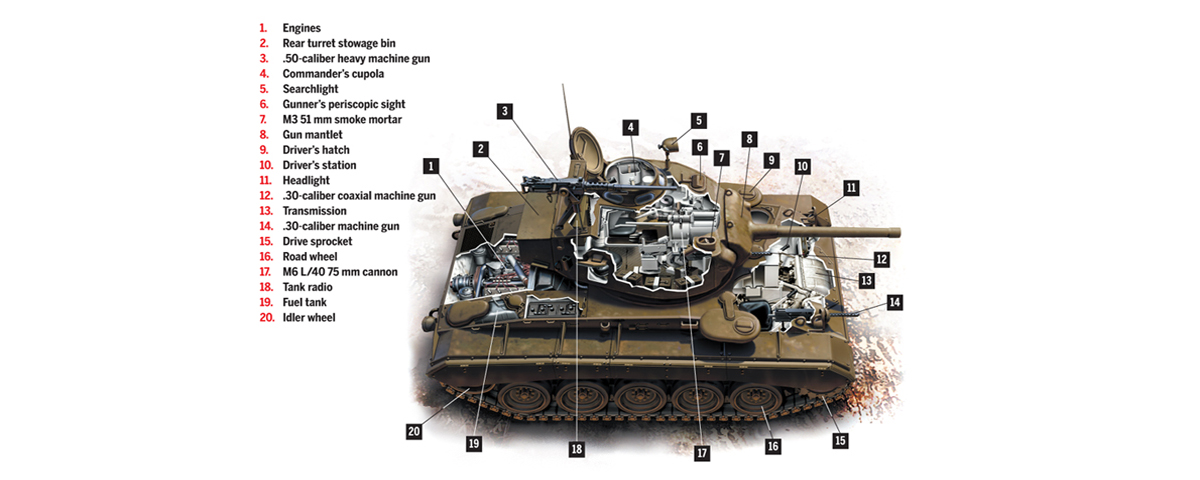 1. Engines
2. Rear turret stowage bin
3. .50-caliber heavy machine gun
4. Commander's cupola
5. Searchlight
6. Gunner's periscopic sight
7. M3 51 mm smoke mortar
8. Gun mantlet
9. Driver's hatch
10. Driver's station
11. Headlight
12. .30-caliber coaxial machine gun
13. Transmission
14. .30-caliber machine gun
15. Drive sprocket
16. Road wheel
17. M6 L/40 75 mm cannon
18. Tank radio
19. Fuel tank
20. Idler wheel
3
5
4
8
2
6
7
9
1
10
11
12
13
14
20
19
18
17
16
15